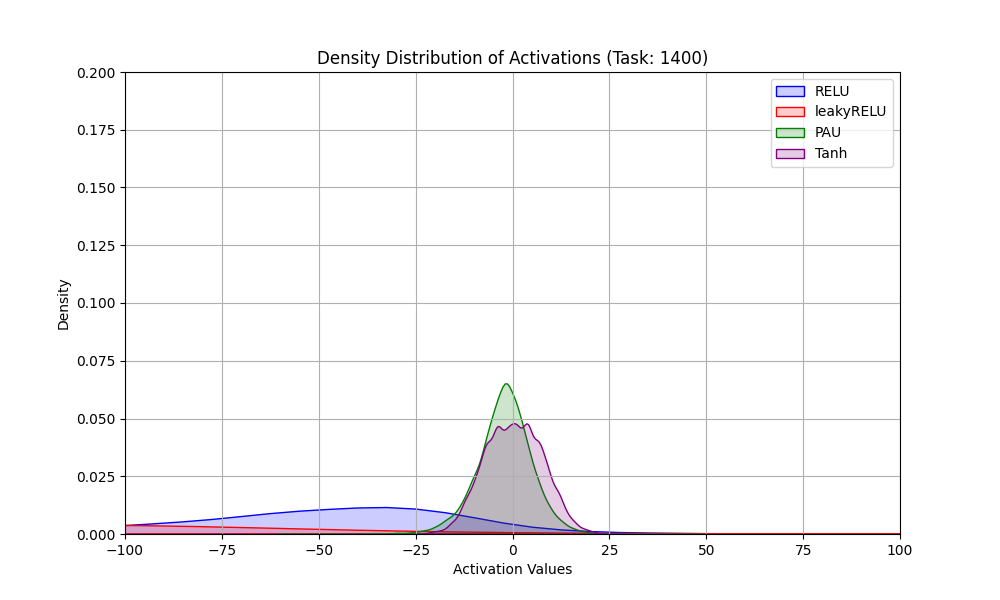 Density Distribution of Activations (Task: 1400)
RELU
leakyRELU
PAU
Tanh
Density
0.200
0.175
0.150
0.125
0.100
0.075
0.050
0.025
0.000
−100
−75
−50
−25
0
25
50
75
100
Activation Values